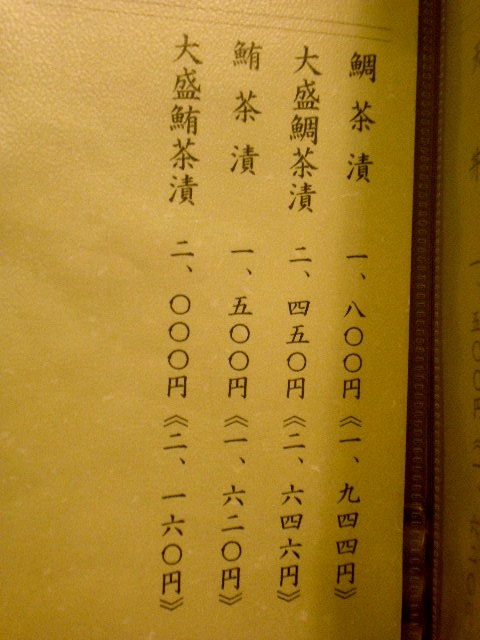 鯛茶漬 一、八〇〇円《一、九四四円》
大盛鯛茶漬 二、四五〇円《二、六四六円》
鮪茶漬 一、五〇〇円《一、六二〇円》
大盛鮪茶漬 二、〇〇〇円《二、一六〇円》